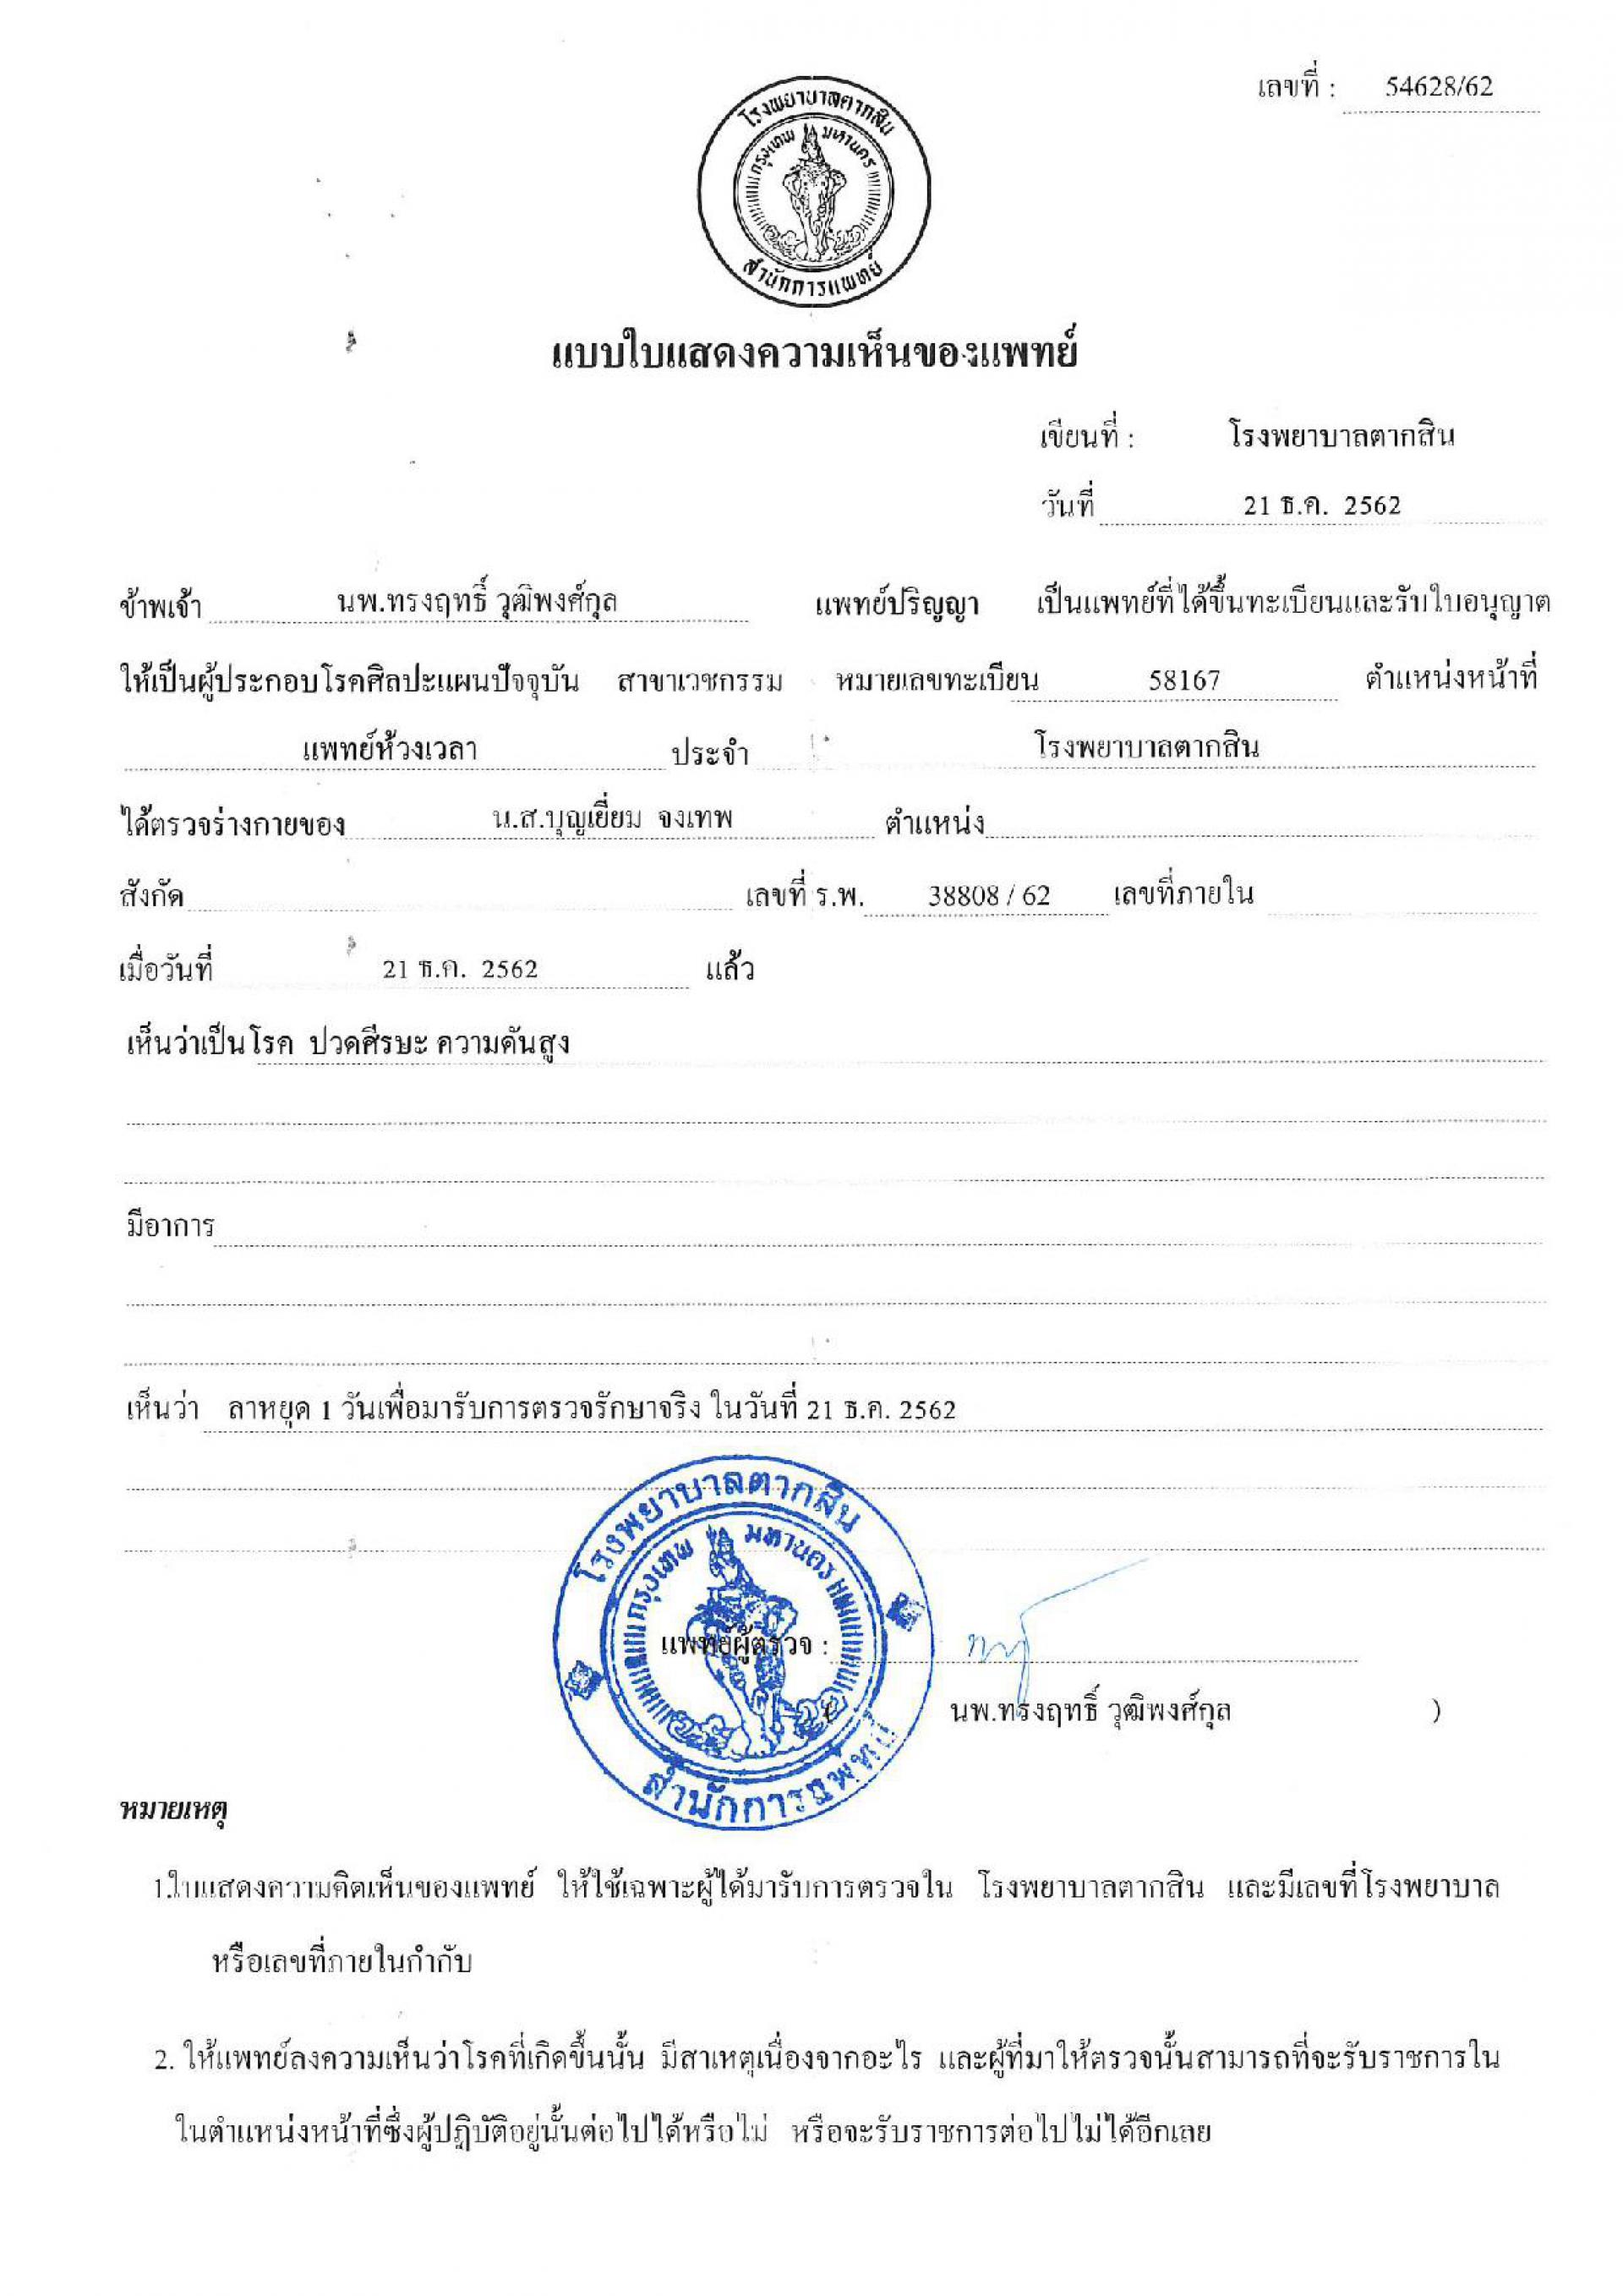 เลขที่ : 54628/62
โรงพยาบาลตากสิน
กรุงเทพ มหานคร
สำนักการแพทย์
แบบใบแสดงความเห็นของแพทย์
เขียนที่ : โรงพยาบาลตากสิน
วันที่ 21 ธ.ค. 2562
ข้าพเจ้า นพ.ทรงฤทธิ์ วุฒิพงศ์กุล แพทย์ปริญญา เป็นแพทย์ที่ได้ขึ้นทะเบียนและรับใบอนุญาต
ให้เป็นผู้ประกอบโรคศิลปะแผนปัจจุบัน สาขาเวชกรรม หมายเลขทะเบียน 58167 ตำแหน่งหน้าที่
แพทย์ห้วงเวลา ประจำ โรงพยาบาลตากสิน
ได้ตรวจร่างกายของ น.ส.บุญเยี่ยม จงเทพ ตำแหน่ง
สังกัด เลขที่ ร.พ. 38808 / 62 เลขที่ภายใน
เมื่อวันที่ 21 ธ.ค. 2562 แล้ว
เห็นว่าเป็นโรค ปวดศีรษะ ความดันสูง
มีอาการ
เห็นว่า ลาหยุด 1 วันเพื่อมารับการตรวจรักษาจริง ในวันที่ 21 ธ.ค. 2562
โรงพยาบาลตากสิน
กรุงเทพ มหานคร
แพทย์ผู้ตรวจ :
( นพ.ทรงฤทธิ์ วุฒิพงศ์กุล )
สำนักการแพทย์
หมายเหตุ
1.ใบแสดงความคิดเห็นของแพทย์ ให้ใช้เฉพาะผู้ได้มารับการตรวจใน โรงพยาบาลตากสิน และมีเลขที่โรงพยาบาล
หรือเลขที่ภายในกำกับ
2. ให้แพทย์ลงความเห็นว่าโรคที่เกิดขึ้นนั้น มีสาเหตุเนื่องจากอะไร และผู้ที่มาให้ตรวจนั้นสามารถที่จะรับราชการใน
ในตำแหน่งหน้าที่ซึ่งผู้ปฏิบัติอยู่นั้นต่อไปได้หรือไม่ หรือจะรับราชการต่อไปไม่ได้อีกเลย